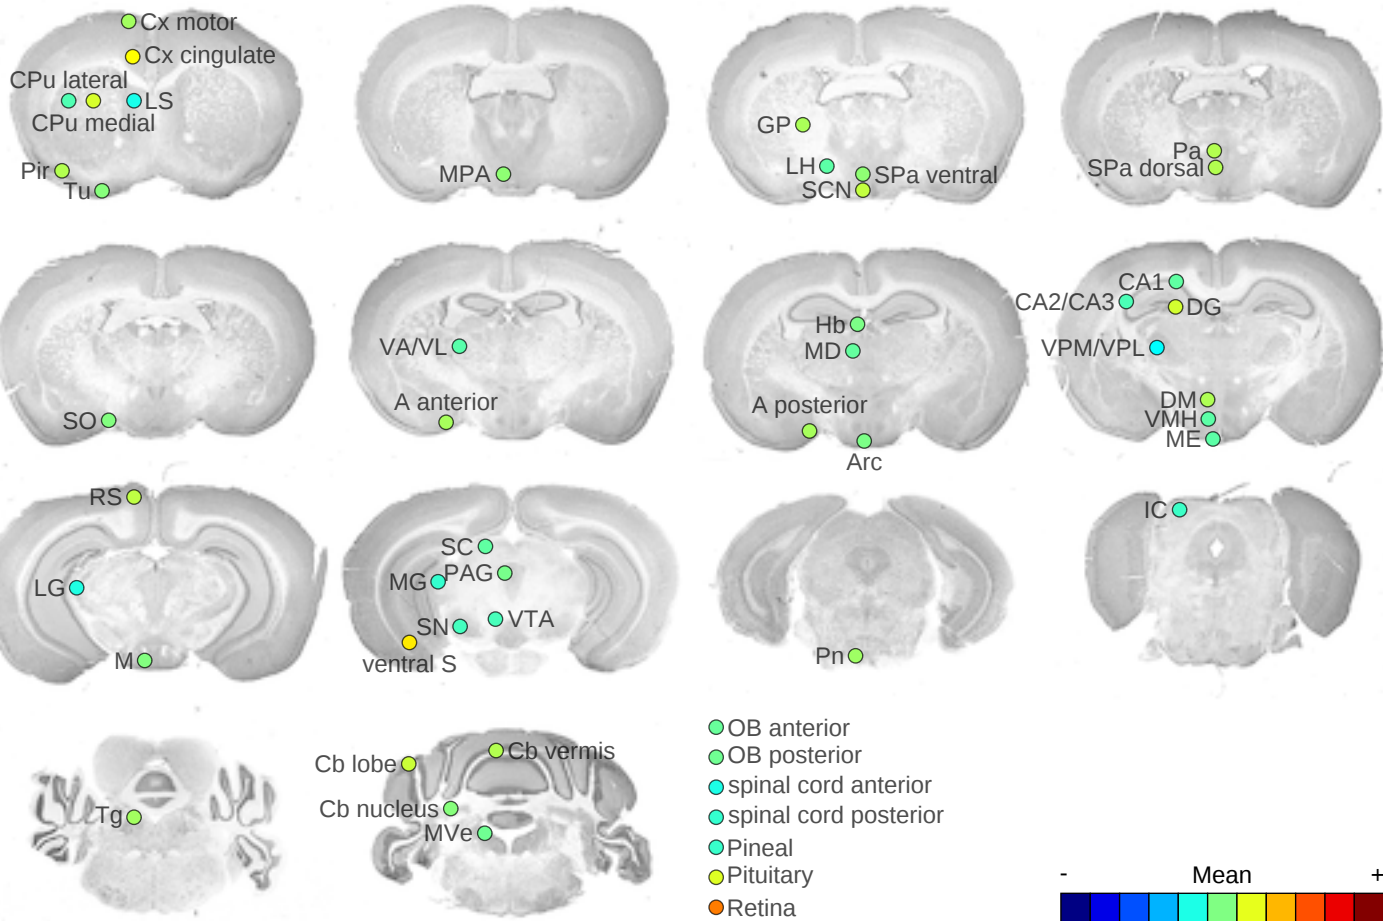 Cx motor
Cx cingulate
CPu lateral
LS
CPu medial
Pir
Tu
MPA
GP
LH
SPa ventral
SCN
Pa
SPa dorsal
SO
VA/VL
A anterior
Hb
MD
A posterior
Arc
CA1
CA2/CA3
DG
VPM/VPL
DM
VMH
ME
RS
LG
M
SC
MG
PAG
SN
VTA
ventral S
Pn
IC
Tg
Cb lobe
Cb vermis
Cb nucleus
MVe
OB anterior
OB posterior
spinal cord anterior
spinal cord posterior
Pineal
Pituitary
Retina
- Mean +